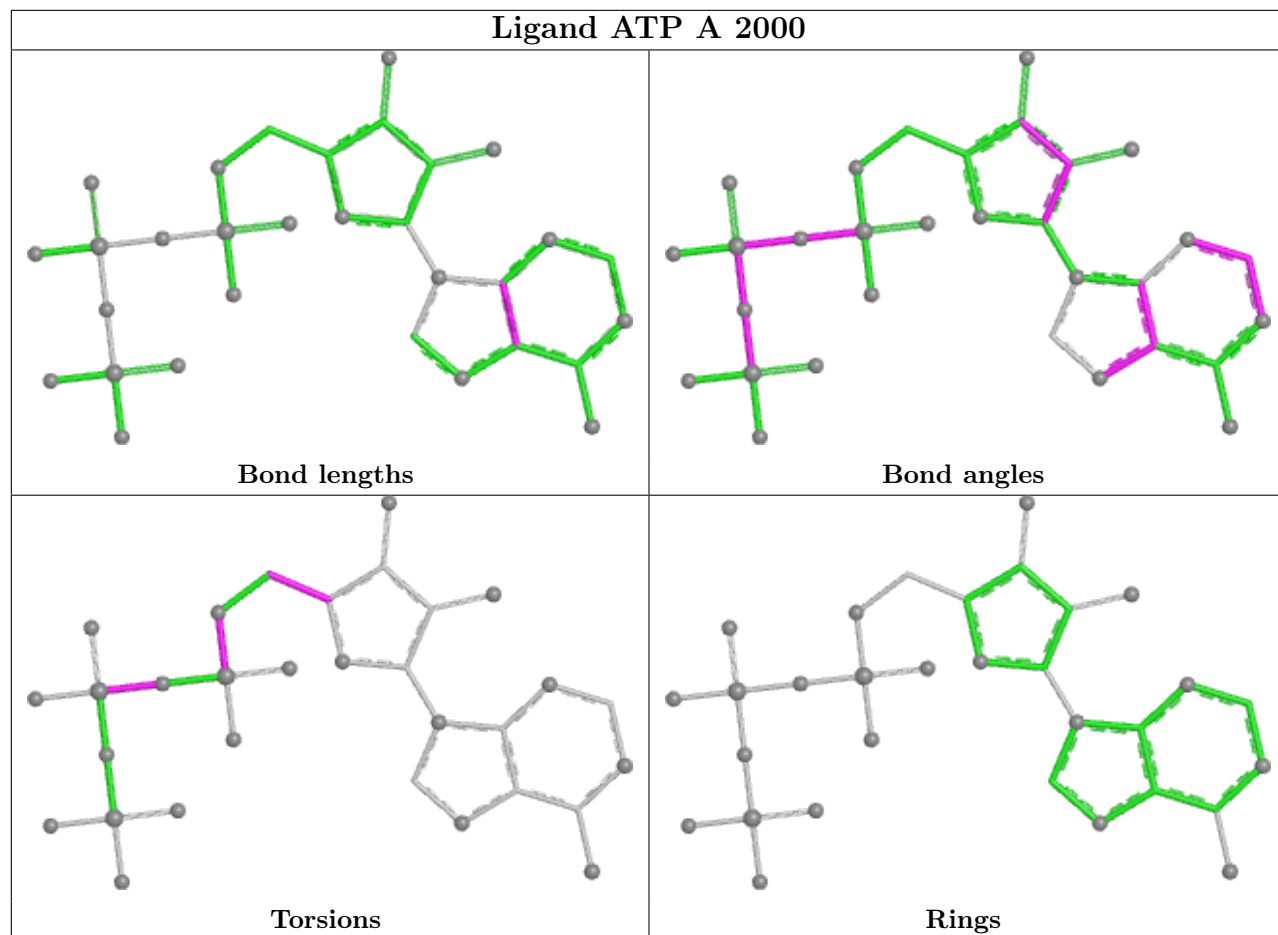 Ligand ATP A 2000
Bond lengths
Bond angles
Torsions
Rings